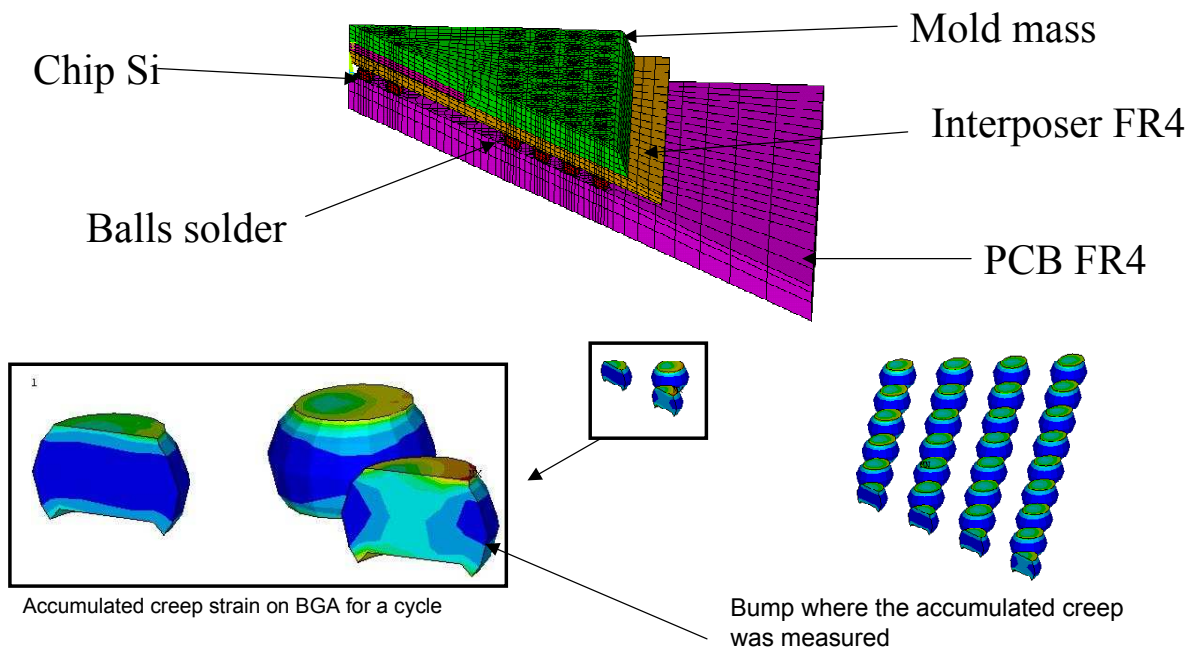 Mold mass
Chip Si
Interposer FR4
Balls solder
PCB FR4
1
Accumulated creep strain on BGA for a cycle
Bump where the accumulated creep
was measured